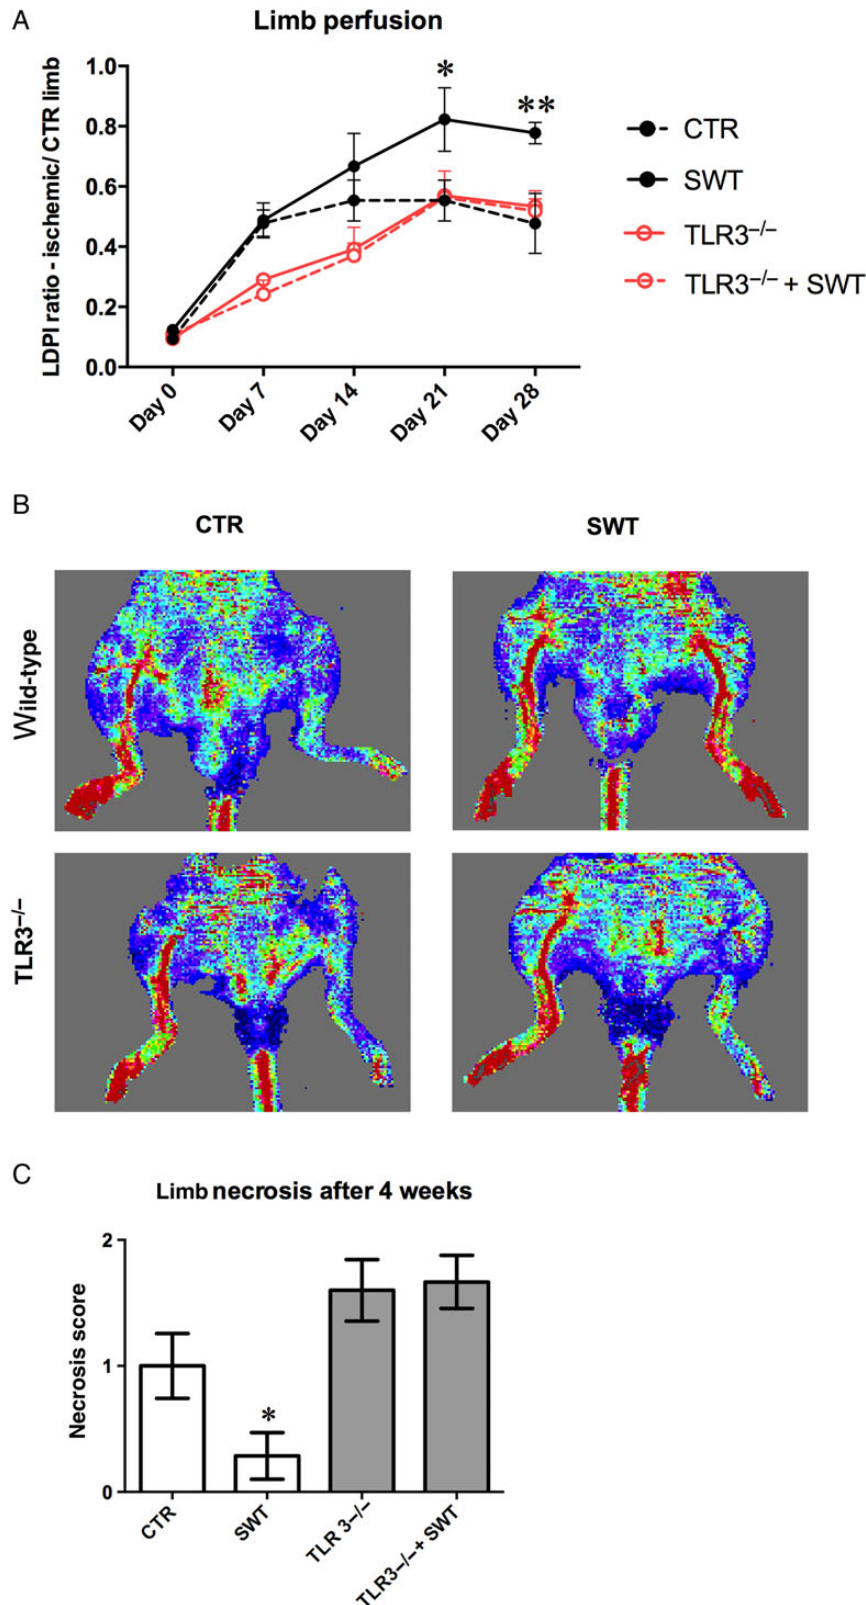 A
Limb perfusion
LDPI ratio - ischemic/ CTR limb
1.0
0.8
0.6
0.4
0.2
0.0
*
**
Day 0
Day 7
Day 14
Day 21
Day 28
CTR
SWT
TLR3–/–
TLR3–/– + SWT
B
CTR
SWT
Wild-type
TLR3–/–
C
Limb necrosis after 4 weeks
Necrosis score
2
1
0
*
CTR
SWT
TLR 3–/–
TLR3–/–+ SWT